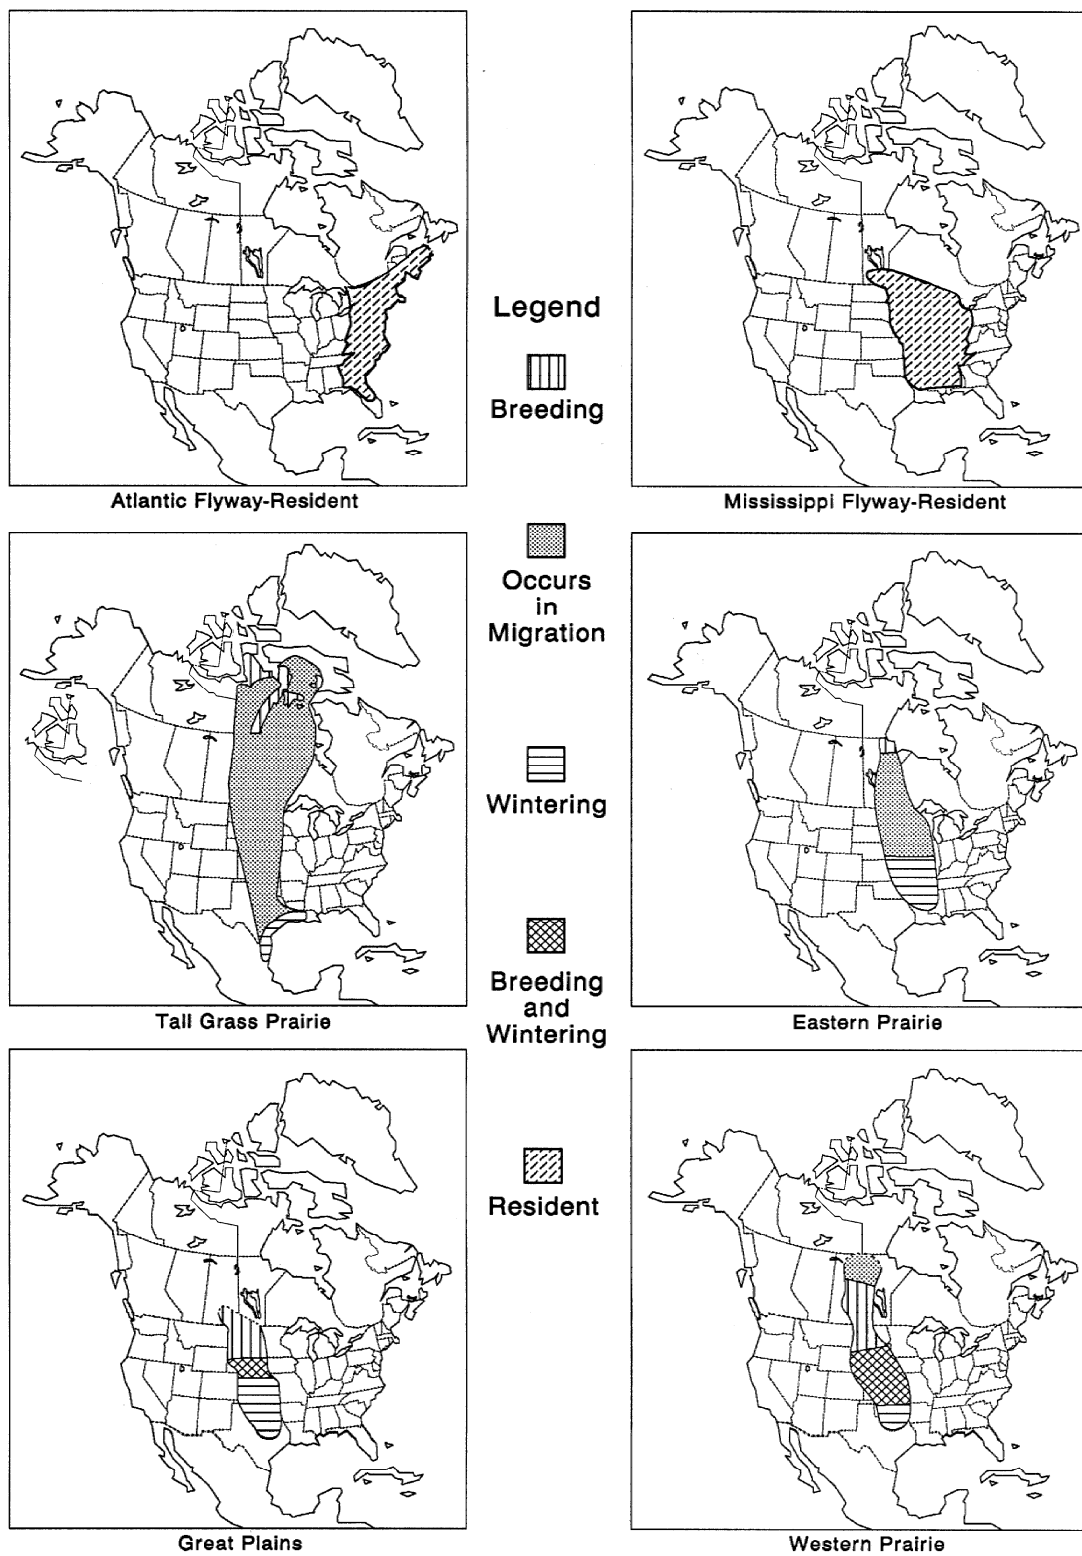 Atlantic Flyway-Resident
Mississippi Flyway-Resident
Legend
Breeding
Occurs
in
Migration
Wintering
Breeding
and
Wintering
Resident
Tall Grass Prairie
Eastern Prairie
Great Plains
Western Prairie